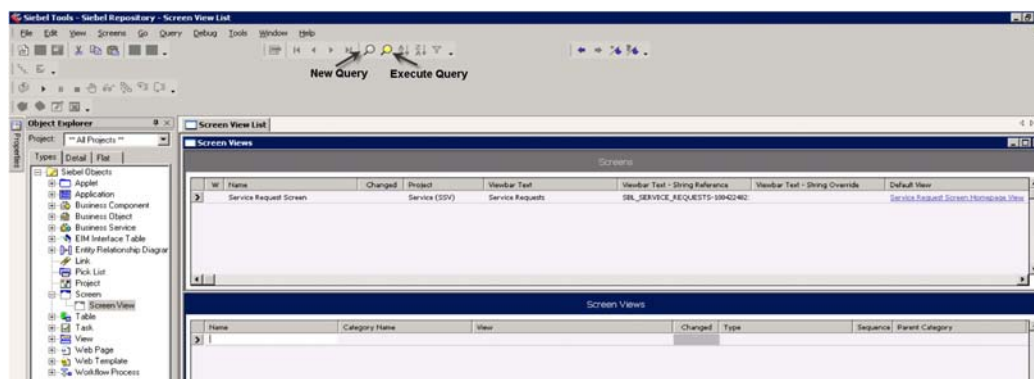 Siebel Tools - Siebel Repository - Screen View List
File Edit View Screens Go Query Debug Tools Window Help
New Query Execute Query
Object Explorer
Screen View List
Properties
Project: ** All Projects **
Screen Views
Types Detail Flat
Screens
Siebel Objects
Applet
Application
Business Component
Business Object
Business Service
EIM Interface Table
Entity Relationship Diagrar
Link
Pick List
Project
Screen
Screen View
Table
Task
View
Web Page
Web Template
Workflow Process
W Name Changed Project Viewbar Text Viewbar Text - String Reference Viewbar Text - String Override Default View
Service Request Screen Service (SSV) Service Requests SBL_SERVICE_REQUESTS-100422402: Service Request Screen Homepage View
Screen Views
Name Category Name View Changed Type Sequence Parent Category